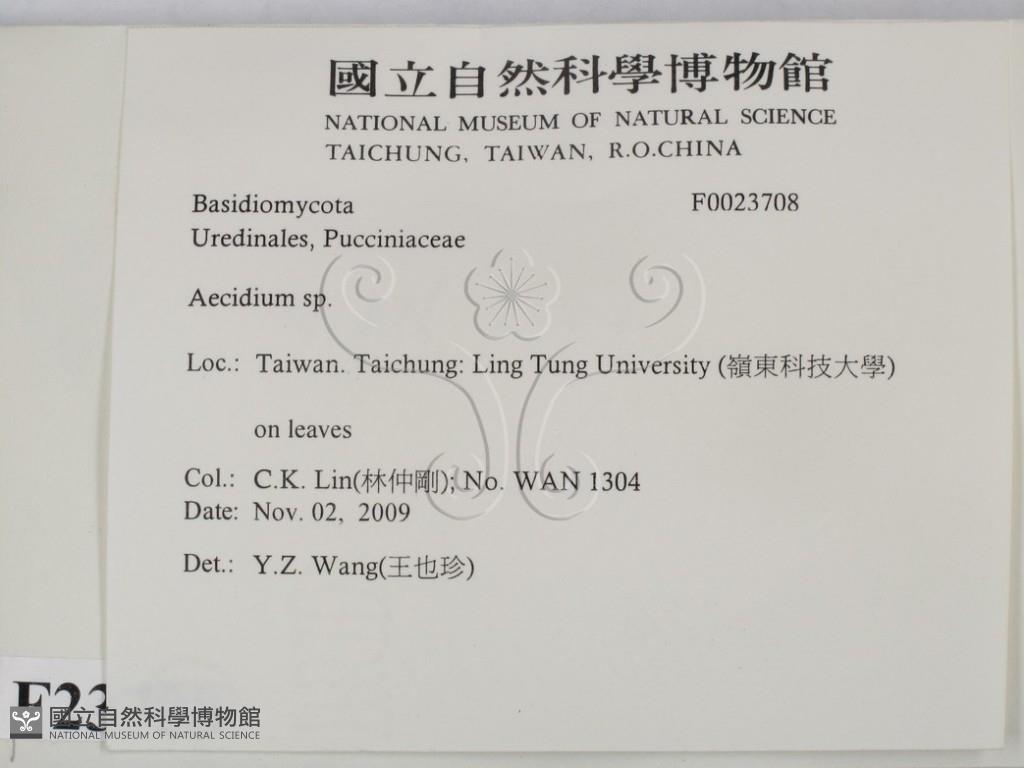 國立自然科學博物館
NATIONAL MUSEUM OF NATURAL SCIENCE
TAICHUNG, TAIWAN, R.O.CHINA
Basidiomycota F0023708
Uredinales, Pucciniaceae
Aecidium sp.
Loc.: Taiwan. Taichung: Ling Tung University (嶺東科技大學)
on leaves
Col.: C.K. Lin(林仲剛); No. WAN 1304
Date: Nov. 02, 2009
Det.: Y.Z. Wang(王也珍)
F23
國立自然科學博物館
NATIONAL MUSEUM OF NATURAL SCIENCE